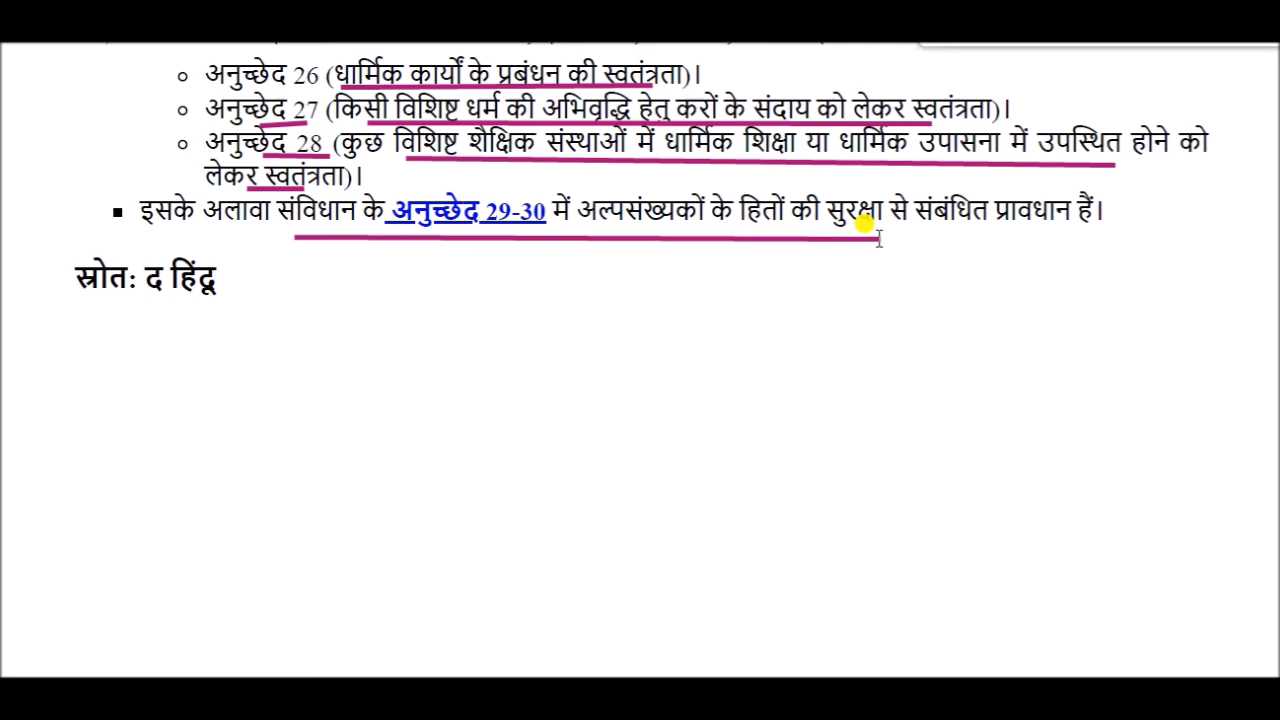 अनुच्छेद 26 (धार्मिक कार्यों के प्रबंधन की स्वतंत्रता)।
अनुच्छेद 27 (किसी विशिष्ट धर्म की अभिवृद्धि हेतु करों के संदाय को लेकर स्वतंत्रता)।
अनुच्छेद 28 (कुछ विशिष्ट शैक्षिक संस्थाओं में धार्मिक शिक्षा या धार्मिक उपासना में उपस्थित होने को
लेकर स्वतंत्रता)।
इसके अलावा संविधान के अनुच्छेद 29-30 में अल्पसंख्यकों के हितों की सुरक्षा से संबंधित प्रावधान हैं।
स्रोत: द हिंदू